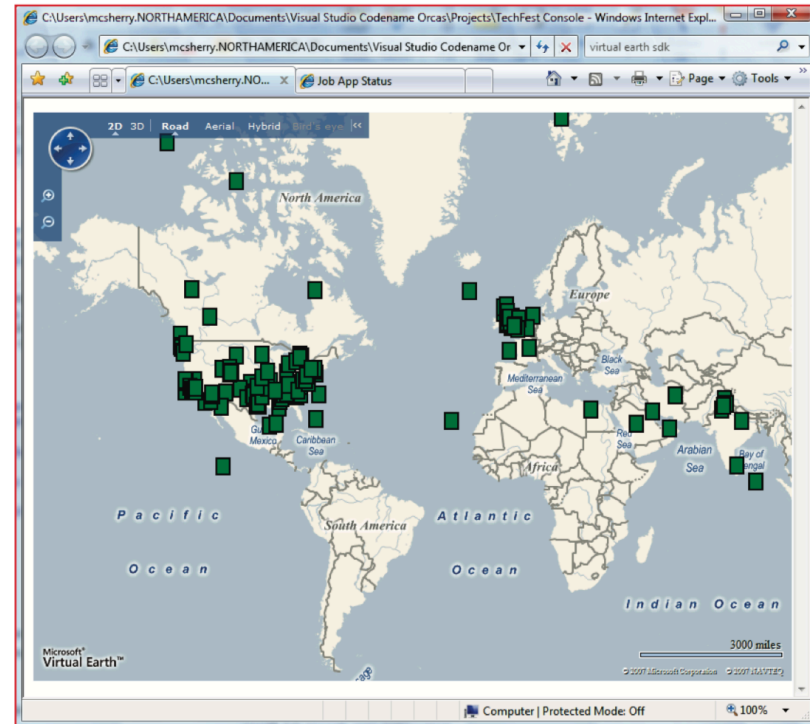 C:\Users\mcsherry.NORTHAMERICA\Documents\Visual Studio Codename Orcas\Projects\TechFest Console - Windows Internet Expl...
C:\Users\mcsherry.NORTHAMERICA\Documents\Visual Studio Codename Or
virtual earth sdk
C:\Users\mcsherry.NO...
Job App Status
Page
Tools
2D 3D Road Aerial Hybrid Bird's eye
North America
Europe
Black
Sea
Mediterranean
Sea
Gu
Mexico
Caribbean
Sea
Red
Sea
Africa
Arabian
Sea
Bay of
engal
Pacific
Ocean
South America
Atlantic
Ocean
Indian Ocean
3000 miles
Microsoft®
Virtual Earth™
© 2007 Microsoft Corporation © 2007 NAVTEQ
Computer | Protected Mode: Off
100%